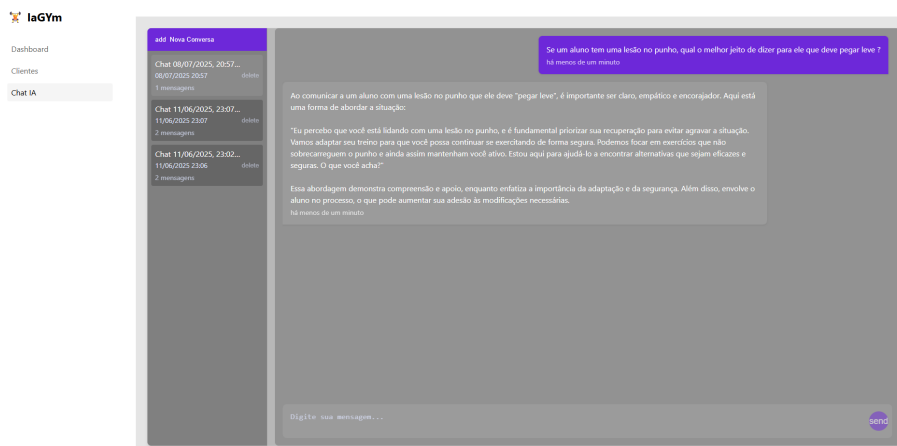 IaGYm
Dashboard
Clientes
Chat IA
add Nova Conversa
Chat 08/07/2025, 20:57...
08/07/2025 20:57 delete
1 mensagens
Chat 11/06/2025, 23:07...
11/06/2025 23:07 delete
2 mensagens
Chat 11/06/2025, 23:02...
11/06/2025 23:06 delete
2 mensagens
Se um aluno tem uma lesão no punho, qual o melhor jeito de dizer para ele que deve pegar leve ?
há menos de um minuto
Ao comunicar a um aluno com uma lesão no punho que ele deve "pegar leve", é importante ser claro, empático e encorajador. Aqui está
uma forma de abordar a situação:
"Eu percebo que você está lidando com uma lesão no punho, e é fundamental priorizar sua recuperação para evitar agravar a situação.
Vamos adaptar seu treino para que você possa continuar se exercitando de forma segura. Podemos focar em exercícios que não
sobrecarreguem o punho e ainda assim mantenham você ativo. Estou aqui para ajudá-lo a encontrar alternativas que sejam eficazes e
seguras. O que você acha?"
Essa abordagem demonstra compreensão e apoio, enquanto enfatiza a importância da adaptação e da segurança. Além disso, envolve o
aluno no processo, o que pode aumentar sua adesão às modificações necessárias.
há menos de um minuto
Digite sua mensagem...
send